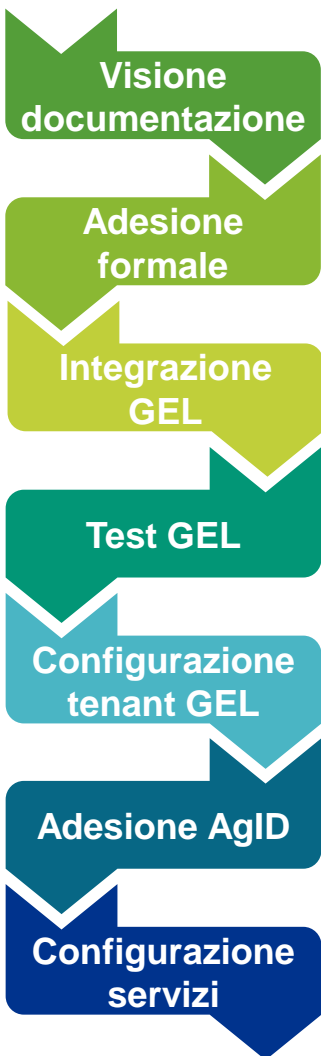 Visione
documentazione
Adesione
formale
Integrazione
GEL
Test GEL
Configurazione
tenant GEL
Adesione AgID
Configurazione
servizi